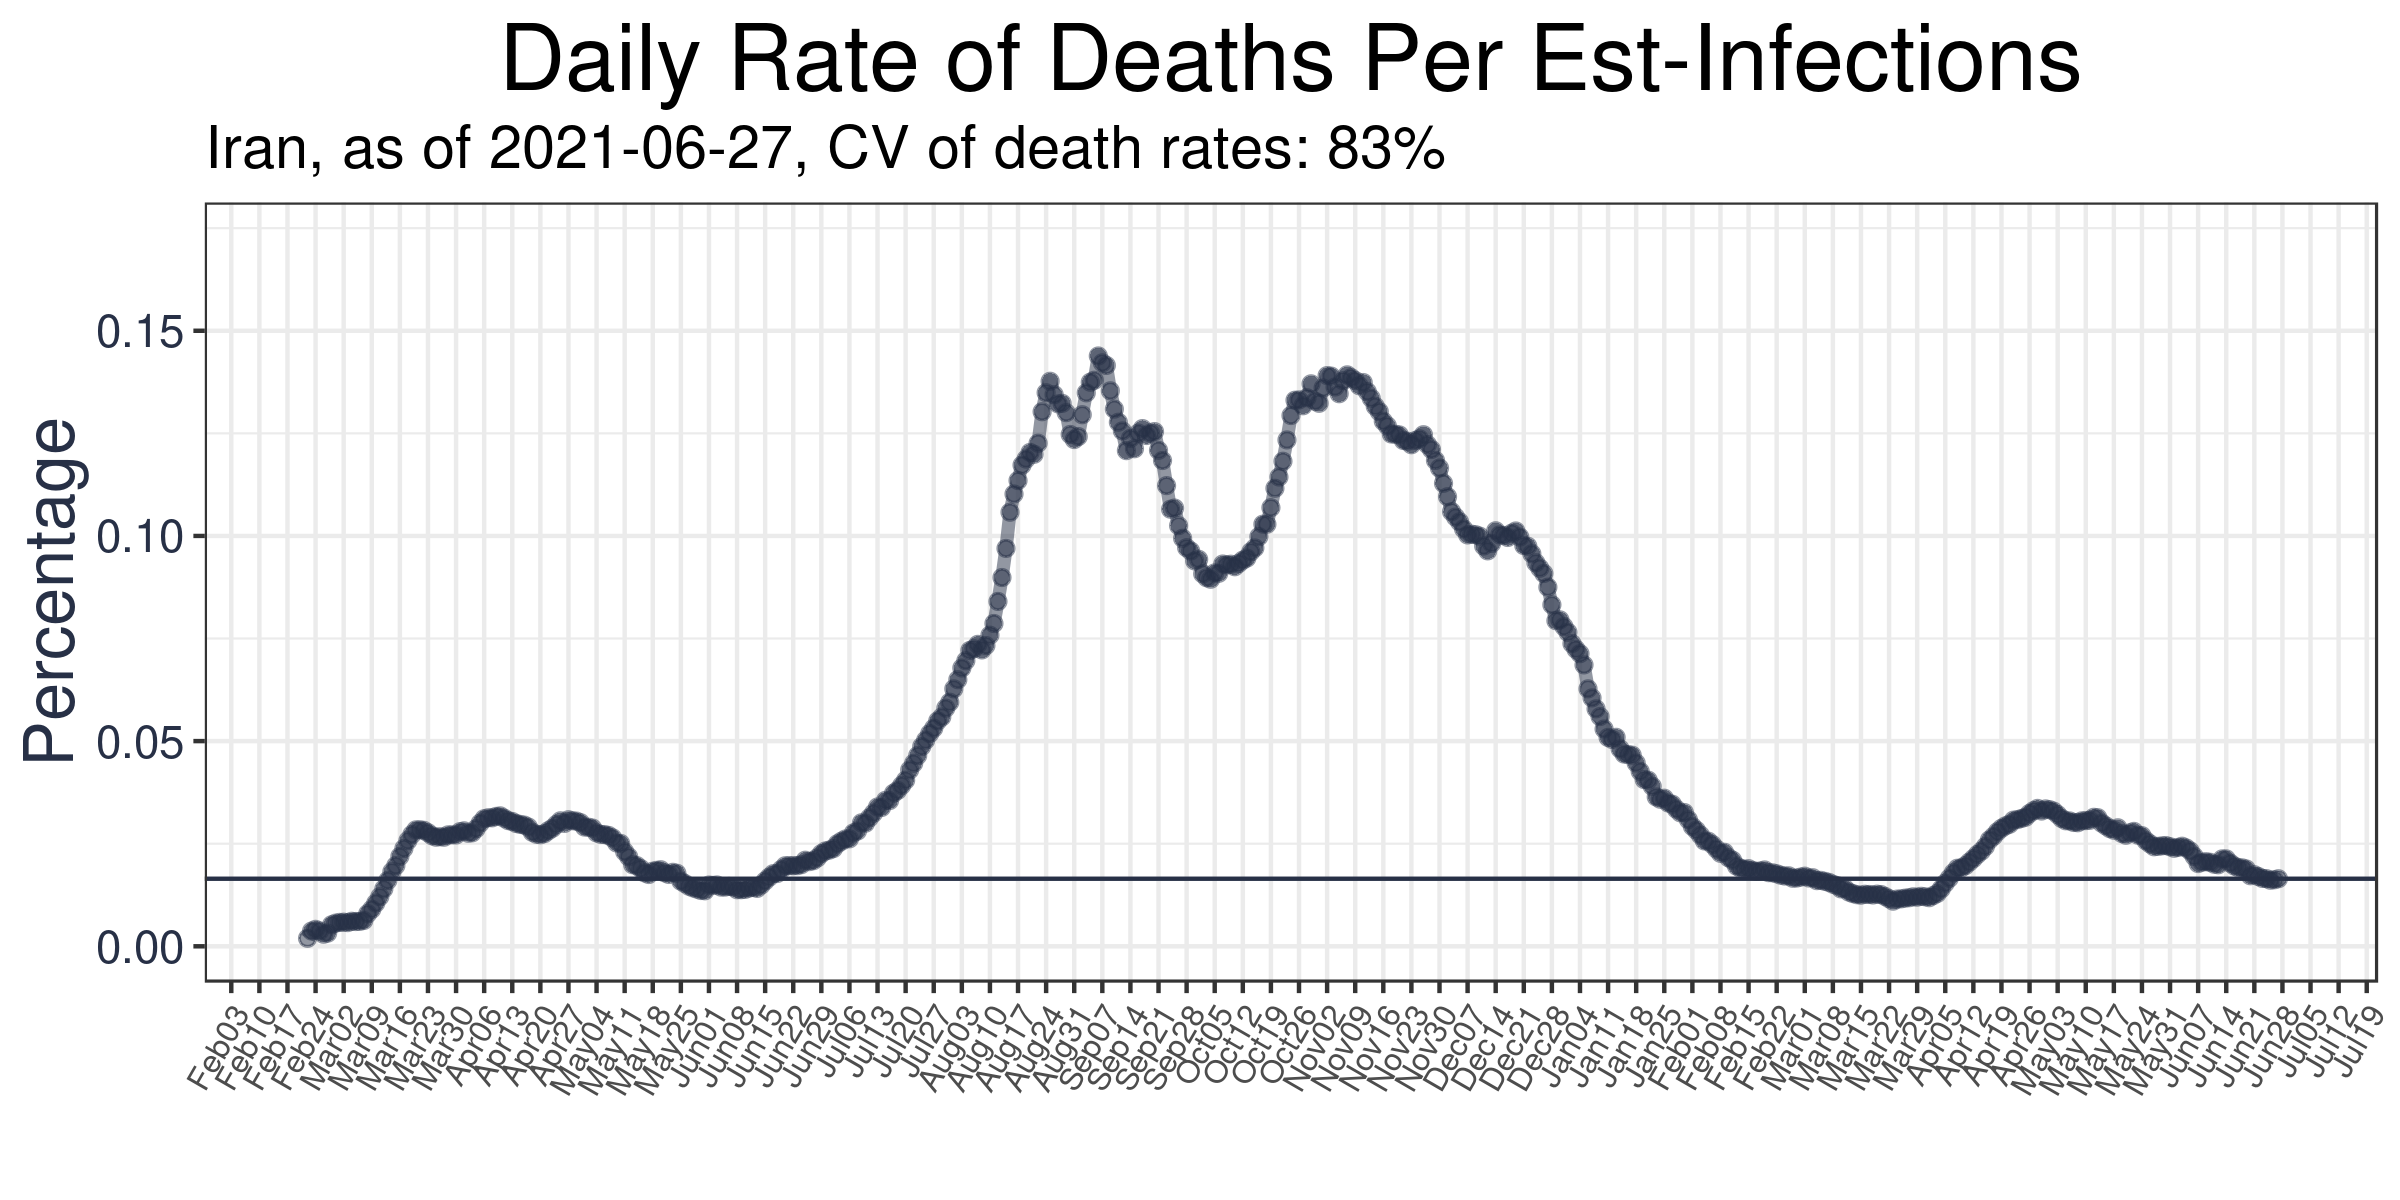 Daily Rate of Deaths Per Est-Infections
Iran, as of 2021-06-27, CV of death rates: 83%
Percentage
0.15
0.10
0.05
0.00
Feb03
Feb10
Feb17
Feb24
Mar02
Mar09
Mar16
Mar23
Mar30
Apr06
Apr13
Apr20
Apr27
May04
May11
May18
May25
Jun01
Jun08
Jun15
Jun22
Jun29
Jul06
Jul13
Jul20
Jul27
Aug03
Aug10
Aug17
Aug24
Aug31
Sep07
Sep14
Sep21
Sep28
Oct05
Oct12
Oct19
Oct26
Nov02
Nov09
Nov16
Nov23
Nov30
Dec07
Dec14
Dec21
Dec28
Jan04
Jan11
Jan18
Jan25
Feb01
Feb08
Feb15
Feb22
Mar01
Mar08
Mar15
Mar22
Mar29
Apr05
Apr12
Apr19
Apr26
May03
May10
May17
May24
May31
Jun07
Jun14
Jun21
Jun28
Jul05
Jul12
Jul19